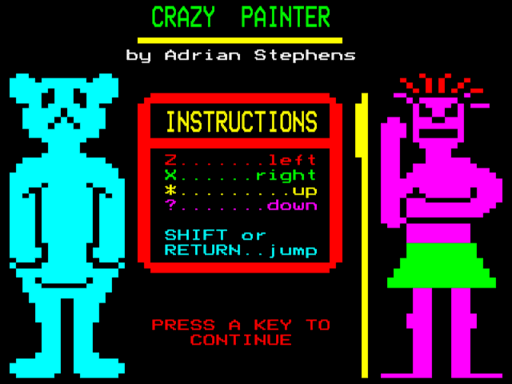 CRAZY PAINTER
by Adrian Stephens
INSTRUCTIONS
Z.......left
X......right
*.........up
?.......down
SHIFT or
RETURN..jump
PRESS A KEY TO
CONTINUE